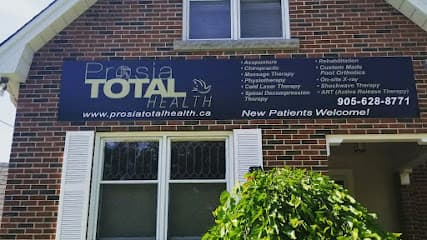 Prosia
TOTAL
HEALTH
www.prosiatotalhealth.ca
• Acupuncture
• Chiropractic
• Massage Therapy
• Physiotherapy
• Cold Laser Therapy
• Spinal Decompression
Therapy
• Rehabilitation
• Custom Made
Foot Orthotics
• On-site X-ray
• Shockwave Therapy
• ART (Active Release Therapy)
905-628-8771
New Patients Welcome!